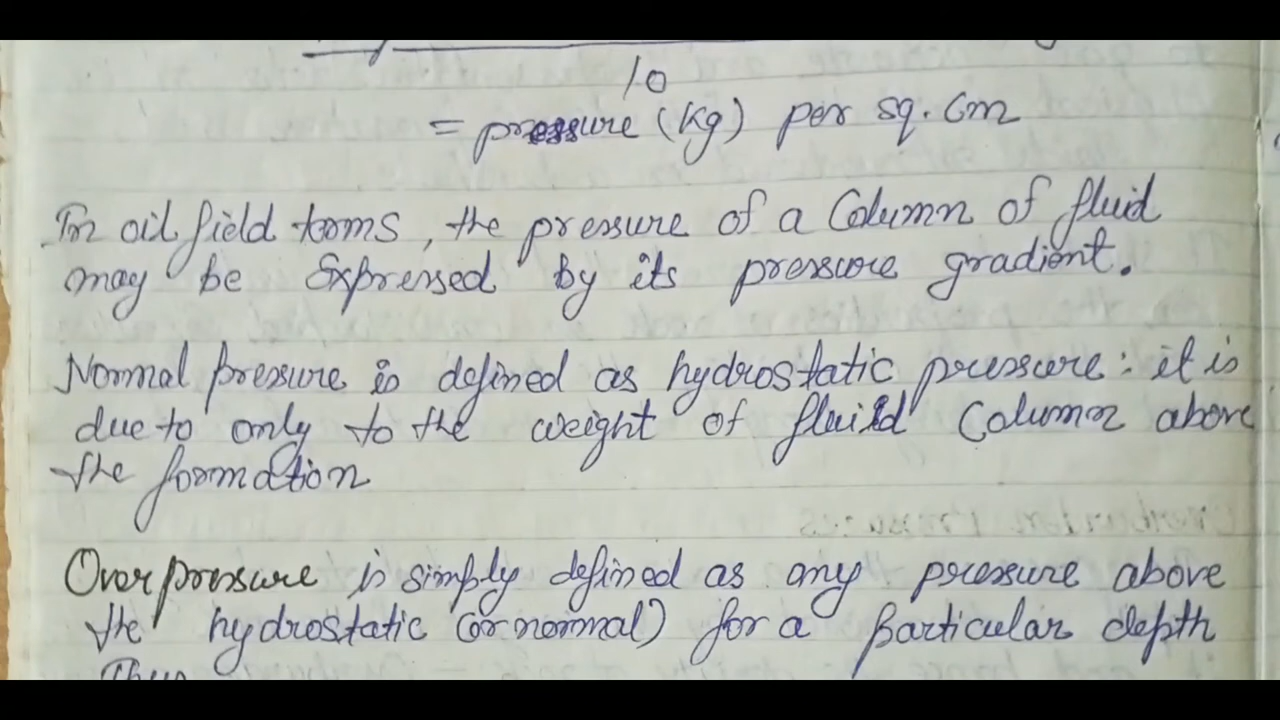 10
= pressure (kg) per sq. cm
In oil field terms, the pressure of a Column of fluid
may be Expressed by its pressure gradient.
Normal pressure is defined as hydrostatic pressure: it is
due to only to the weight of fluid Column above
the formation
Overpressure is simply defined as any pressure above
the hydrostatic (or normal) for a particular depth
Thus